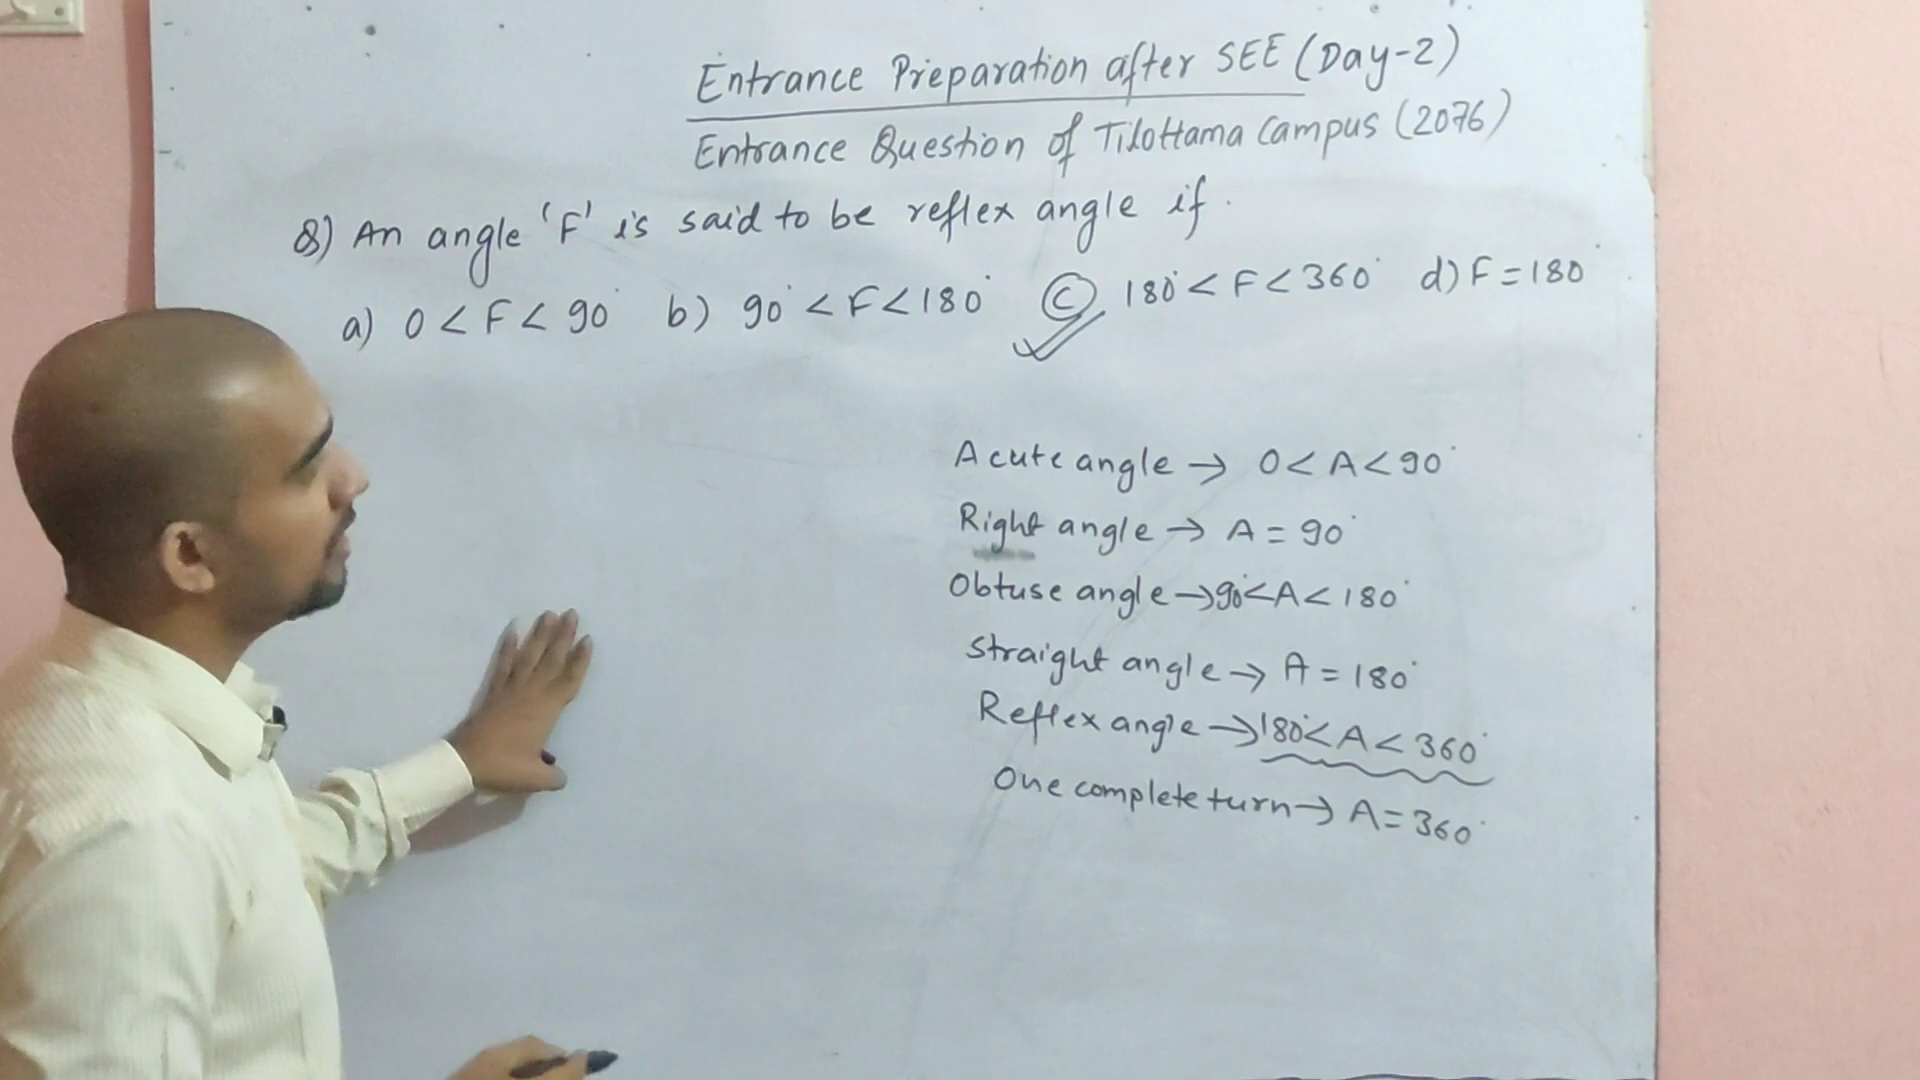 Entrance Preparation after SEE (Day-2)
Entrance Question of Tilottama Campus (2076)
8) An angle 'F' is said to be reflex angle if.
a) 0 < F < 90° b) 90° < F < 180° c) 180° < F < 360° d) F = 180°
Acute angle → 0 < A < 90°
Right angle → A = 90°
Obtuse angle → 90° < A < 180°
Straight angle → A = 180°
Reflex angle → 180° < A < 360°
One complete turn → A = 360°